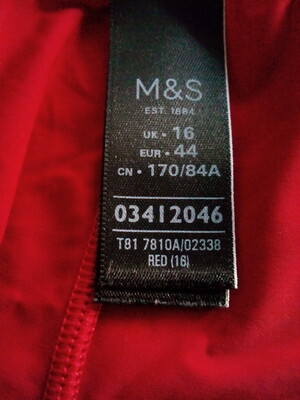 M&S
EST. 1884
UK • 16
EUR • 44
CN • 170/84A
03412046
T81 7810A/02338
RED (16)